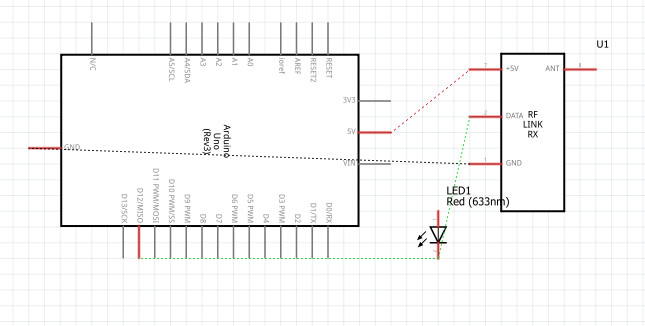 N/C
A5/SCL
A4/SDA
A3
A2
A1
A0
ioref
AREF
RESET2
RESET
U1
+5V
ANT
3V3
5V
DATA
RF
LINK
RX
Arduino
Uno
(Rev3)
GND
VIN
GND
LED1
Red (633nm)
D13/SCK
D12/MISO
D11 PWM/MOSI
D10 PWM/SS
D9 PWM
D8
D7
D6 PWM
D5 PWM
D4
D3 PWM
D2
D1/TX
D0/RX